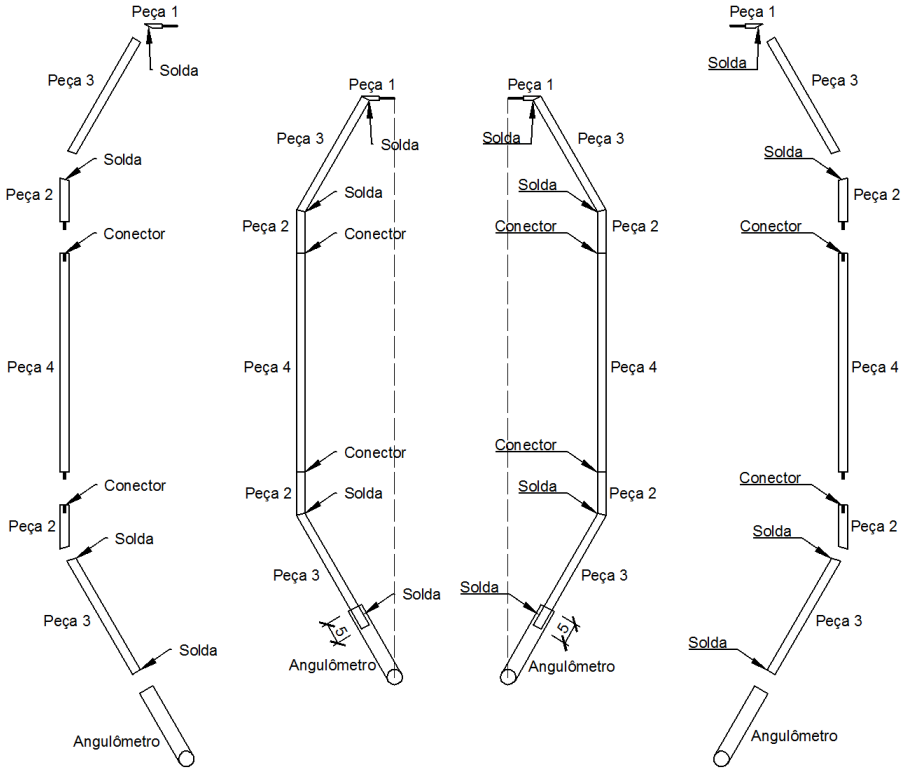 Peça 1
Solda
Peça 3
Solda
Peça 2
Conector
Peça 4
Conector
Peça 2
Solda
Peça 3
Solda
Angulômetro
Peça 1
Peça 3
Solda
Solda
Peça 2
Conector
Peça 4
Conector
Peça 2
Solda
Peça 3
Solda
5
Angulômetro
Peça 1
Solda
Peça 3
Solda
Peça 2
Conector
Peça 4
Conector
Solda
Peça 2
Peça 3
Solda
5
Angulômetro
Peça 1
Solda
Peça 3
Solda
Peça 2
Conector
Peça 4
Conector
Peça 2
Solda
Peça 3
Solda
Angulômetro